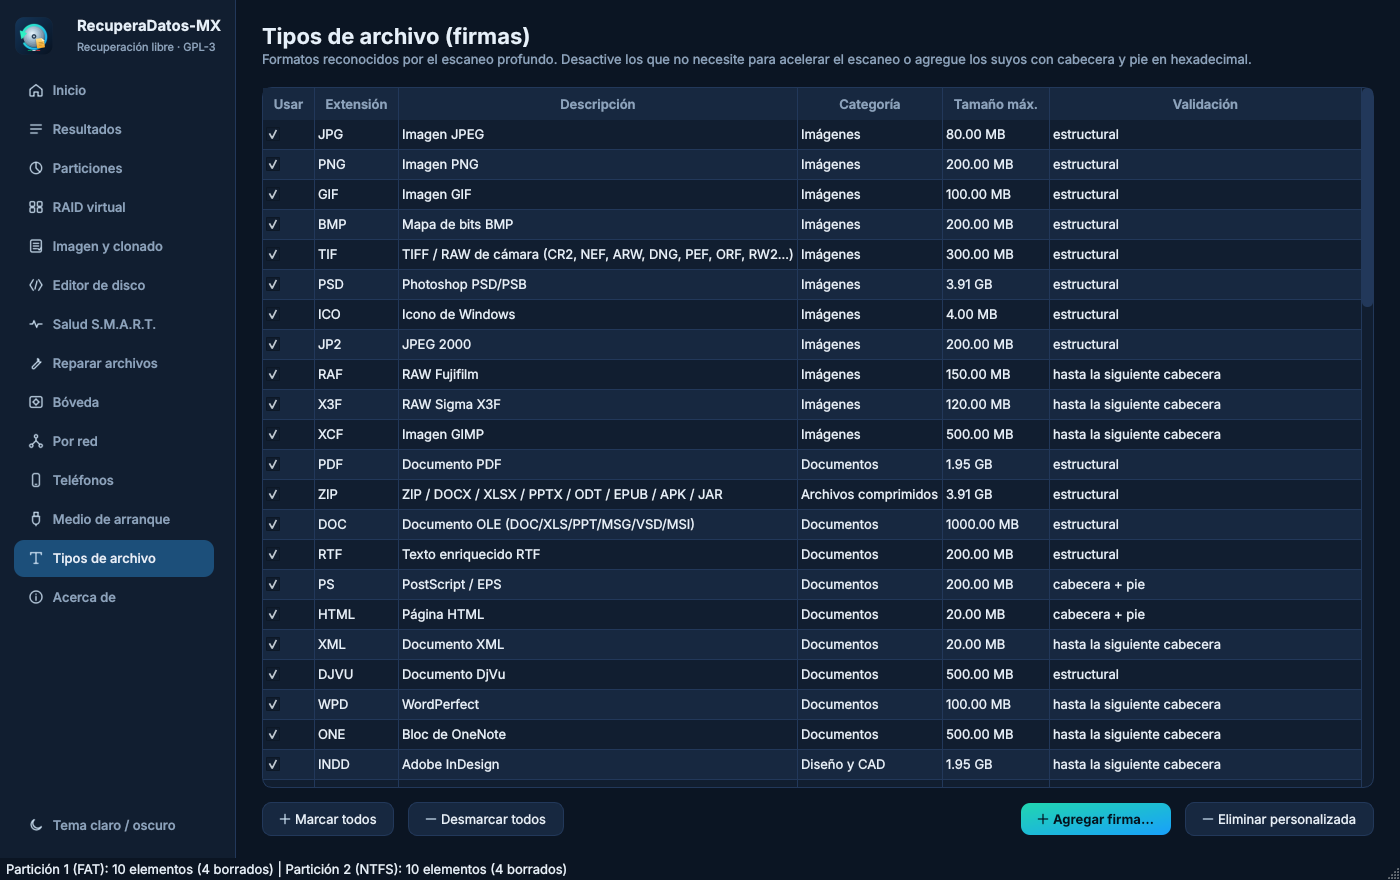 RecuperaDatos-MX
Recuperación libre · GPL-3
Inicio
Resultados
Particiones
RAID virtual
Imagen y clonado
Editor de disco
Salud S.M.A.R.T.
Reparar archivos
Bóveda
Por red
Teléfonos
Medio de arranque
Tipos de archivo
Acerca de
Tema claro / oscuro
Tipos de archivo (firmas)
Formatos reconocidos por el escaneo profundo. Desactive los que no necesite para acelerar el escaneo o agregue los suyos con cabecera y pie en hexadecimal.
Usar Extensión Descripción Categoría Tamaño máx. Validación
✓ JPG Imagen JPEG Imágenes 80.00 MB estructural
✓ PNG Imagen PNG Imágenes 200.00 MB estructural
✓ GIF Imagen GIF Imágenes 100.00 MB estructural
✓ BMP Mapa de bits BMP Imágenes 200.00 MB estructural
✓ TIF TIFF / RAW de cámara (CR2, NEF, ARW, DNG, PEF, ORF, RW2...) Imágenes 300.00 MB estructural
✓ PSD Photoshop PSD/PSB Imágenes 3.91 GB estructural
✓ ICO Icono de Windows Imágenes 4.00 MB estructural
✓ JP2 JPEG 2000 Imágenes 200.00 MB estructural
✓ RAF RAW Fujifilm Imágenes 150.00 MB hasta la siguiente cabecera
✓ X3F RAW Sigma X3F Imágenes 120.00 MB hasta la siguiente cabecera
✓ XCF Imagen GIMP Imágenes 500.00 MB hasta la siguiente cabecera
✓ PDF Documento PDF Documentos 1.95 GB estructural
✓ ZIP ZIP / DOCX / XLSX / PPTX / ODT / EPUB / APK / JAR Archivos comprimidos 3.91 GB estructural
✓ DOC Documento OLE (DOC/XLS/PPT/MSG/VSD/MSI) Documentos 1000.00 MB estructural
✓ RTF Texto enriquecido RTF Documentos 200.00 MB estructural
✓ PS PostScript / EPS Documentos 200.00 MB cabecera + pie
✓ HTML Página HTML Documentos 20.00 MB cabecera + pie
✓ XML Documento XML Documentos 20.00 MB hasta la siguiente cabecera
✓ DJVU Documento DjVu Documentos 500.00 MB estructural
✓ WPD WordPerfect Documentos 100.00 MB hasta la siguiente cabecera
✓ ONE Bloc de OneNote Documentos 500.00 MB hasta la siguiente cabecera
✓ INDD Adobe InDesign Diseño y CAD 1.95 GB hasta la siguiente cabecera
+ Marcar todos − Desmarcar todos + Agregar firma... − Eliminar personalizada
Partición 1 (FAT): 10 elementos (4 borrados) | Partición 2 (NTFS): 10 elementos (4 borrados)